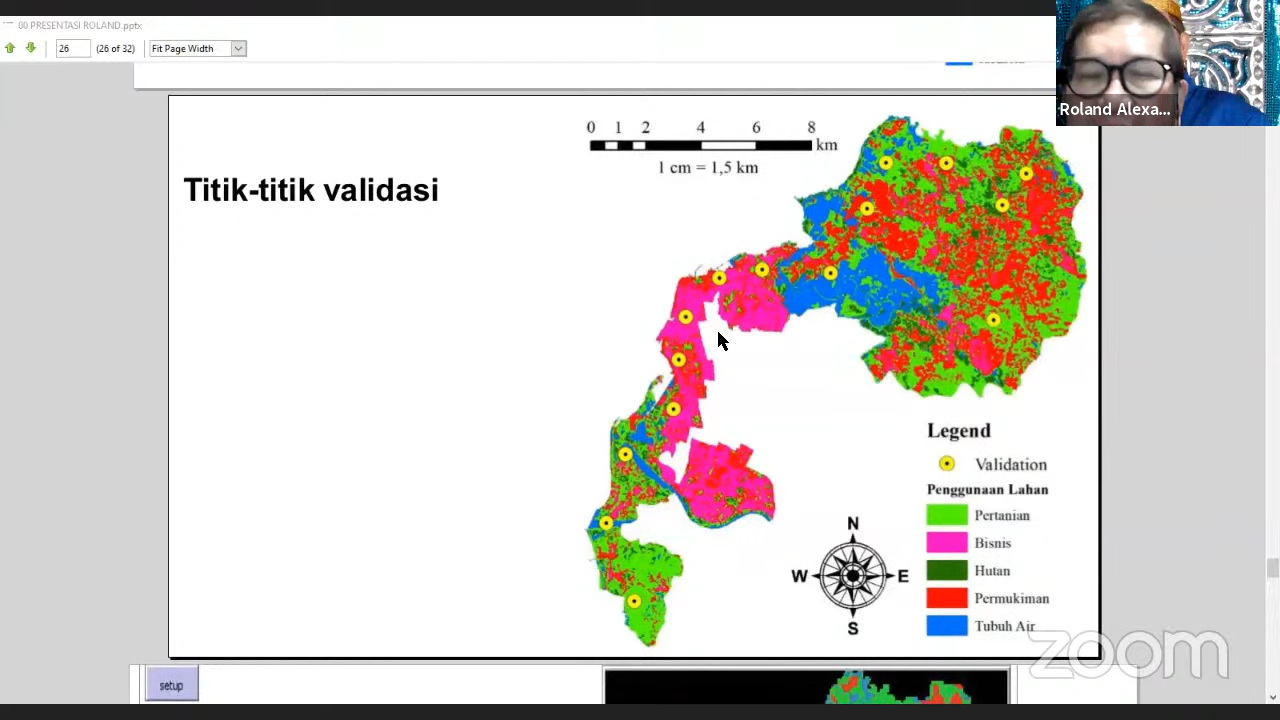 00 PRESENTASI ROLAND.pptx
26 (26 of 32) Fit Page Width
Roland Alexa...
0 1 2 4 6 8 km
1 cm = 1,5 km
Titik-titik validasi
Legend
Validation
Penggunaan Lahan
Pertanian
Bisnis
Hutan
Permukiman
Tubuh Air
N
W E
S
zoom
setup